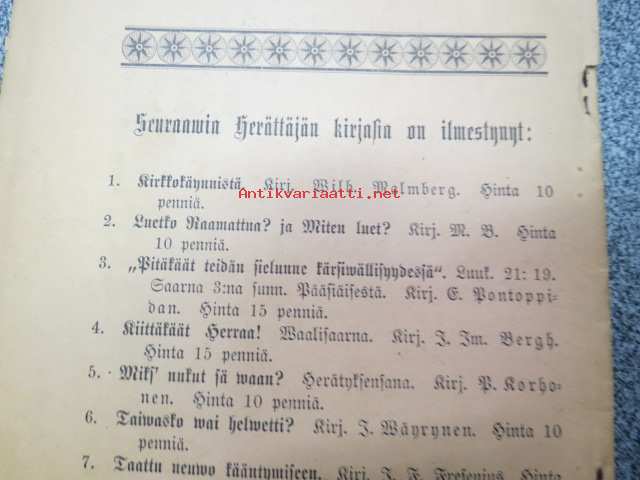 Seuraawia Herättäjän kirjasia on ilmestynyt:
1. Kirkkokäynnistä. Kirj. Wilh. Malmberg. Hinta 10
penniä.
Antikvariaatti.net
2. Luetko Raamattua? ja Miten luet? Kirj. M. B. Hinta
10 penniä.
3. „Pitäkäät teidän sielunne kärsiwällisyydessä“. Luuk. 21: 19.
Saarna 3:na sunn. Pääsiäisestä. Kirj. E. Pontoppi-
dan. Hinta 15 penniä.
4. Kiittäkäät Herraa! Waalisaarna. Kirj. J. Im. Bergh.
Hinta 15 penniä.
5. Miks' nukut sä waan? Herätyksensana. Kirj. P. Korho-
nen. Hinta 10 penniä.
6. Taiwasko wai helwetti? Kirj. J. Wäyrynen. Hinta 10
penniä.
7. Taattu neuwo kääntymiseen. Kirj. J. F. Fresenius. Hinta